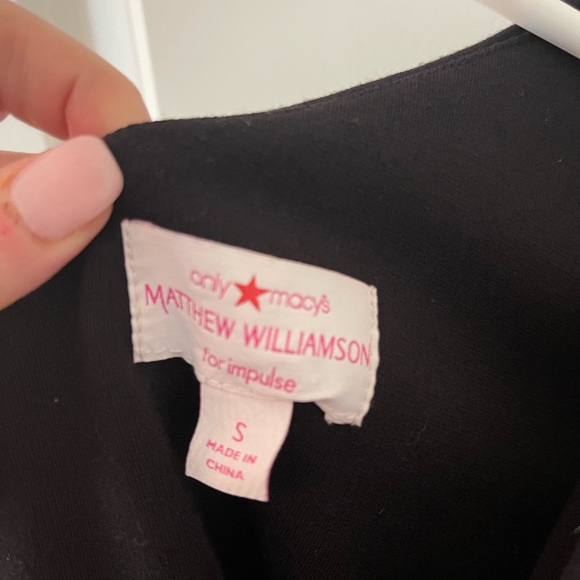 only macy's
MATTHEW WILLIAMSON
for impulse
S
MADE IN
CHINA